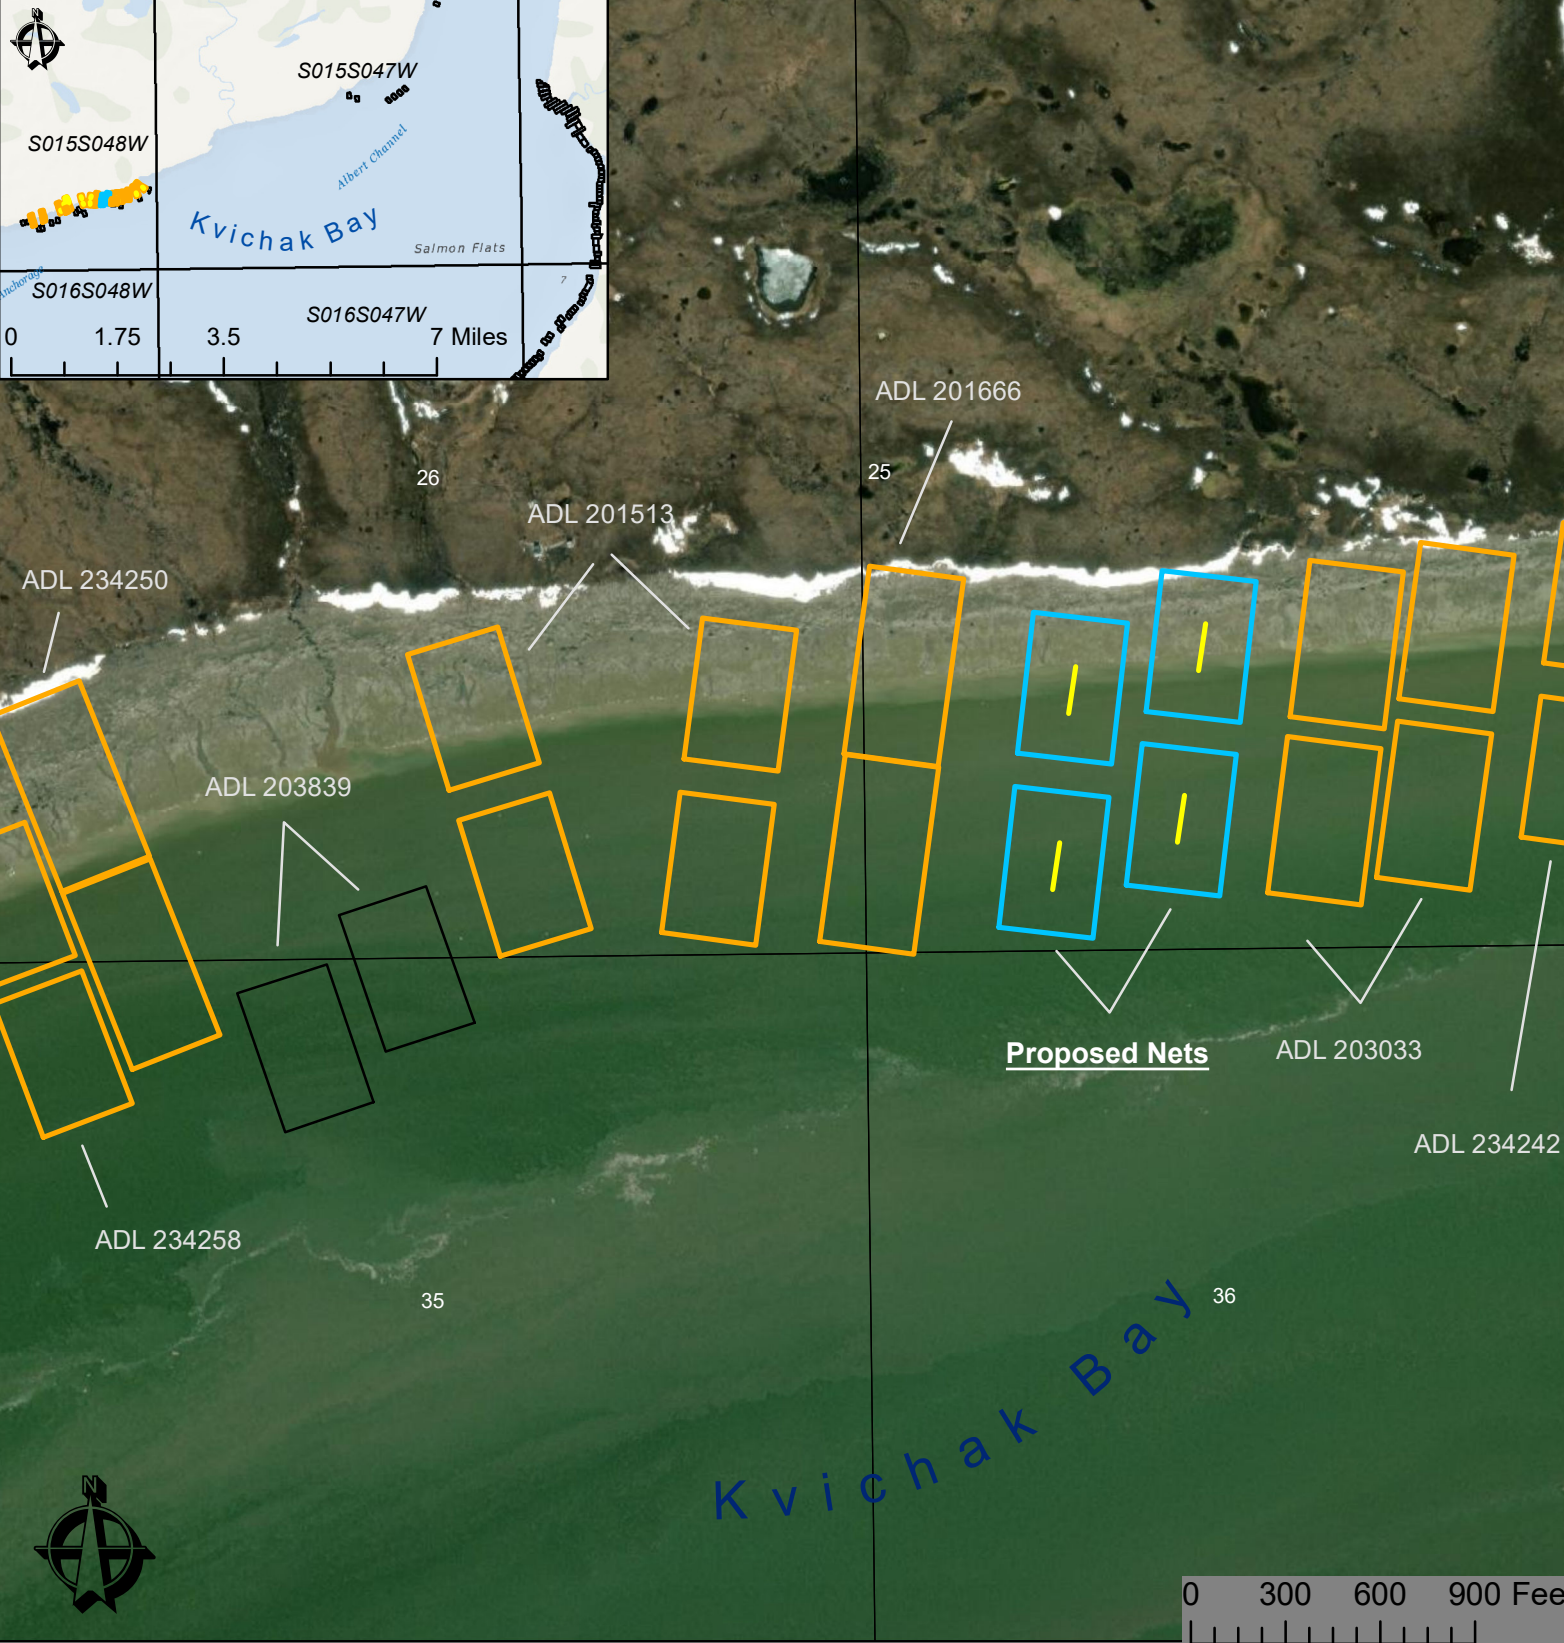 N
S015S047W
S015S048W
Albert Channel
Kvichak Bay
Salmon Flats
Anchorage
S016S048W
7
S016S047W
0 1.75 3.5 7 Miles
ADL 201666
26
25
ADL 201513
ADL 234250
ADL 203839
Proposed Nets
ADL 203033
ADL 234242
ADL 234258
35
36
Kvichak Bay
N
0 300 600 900 Fee